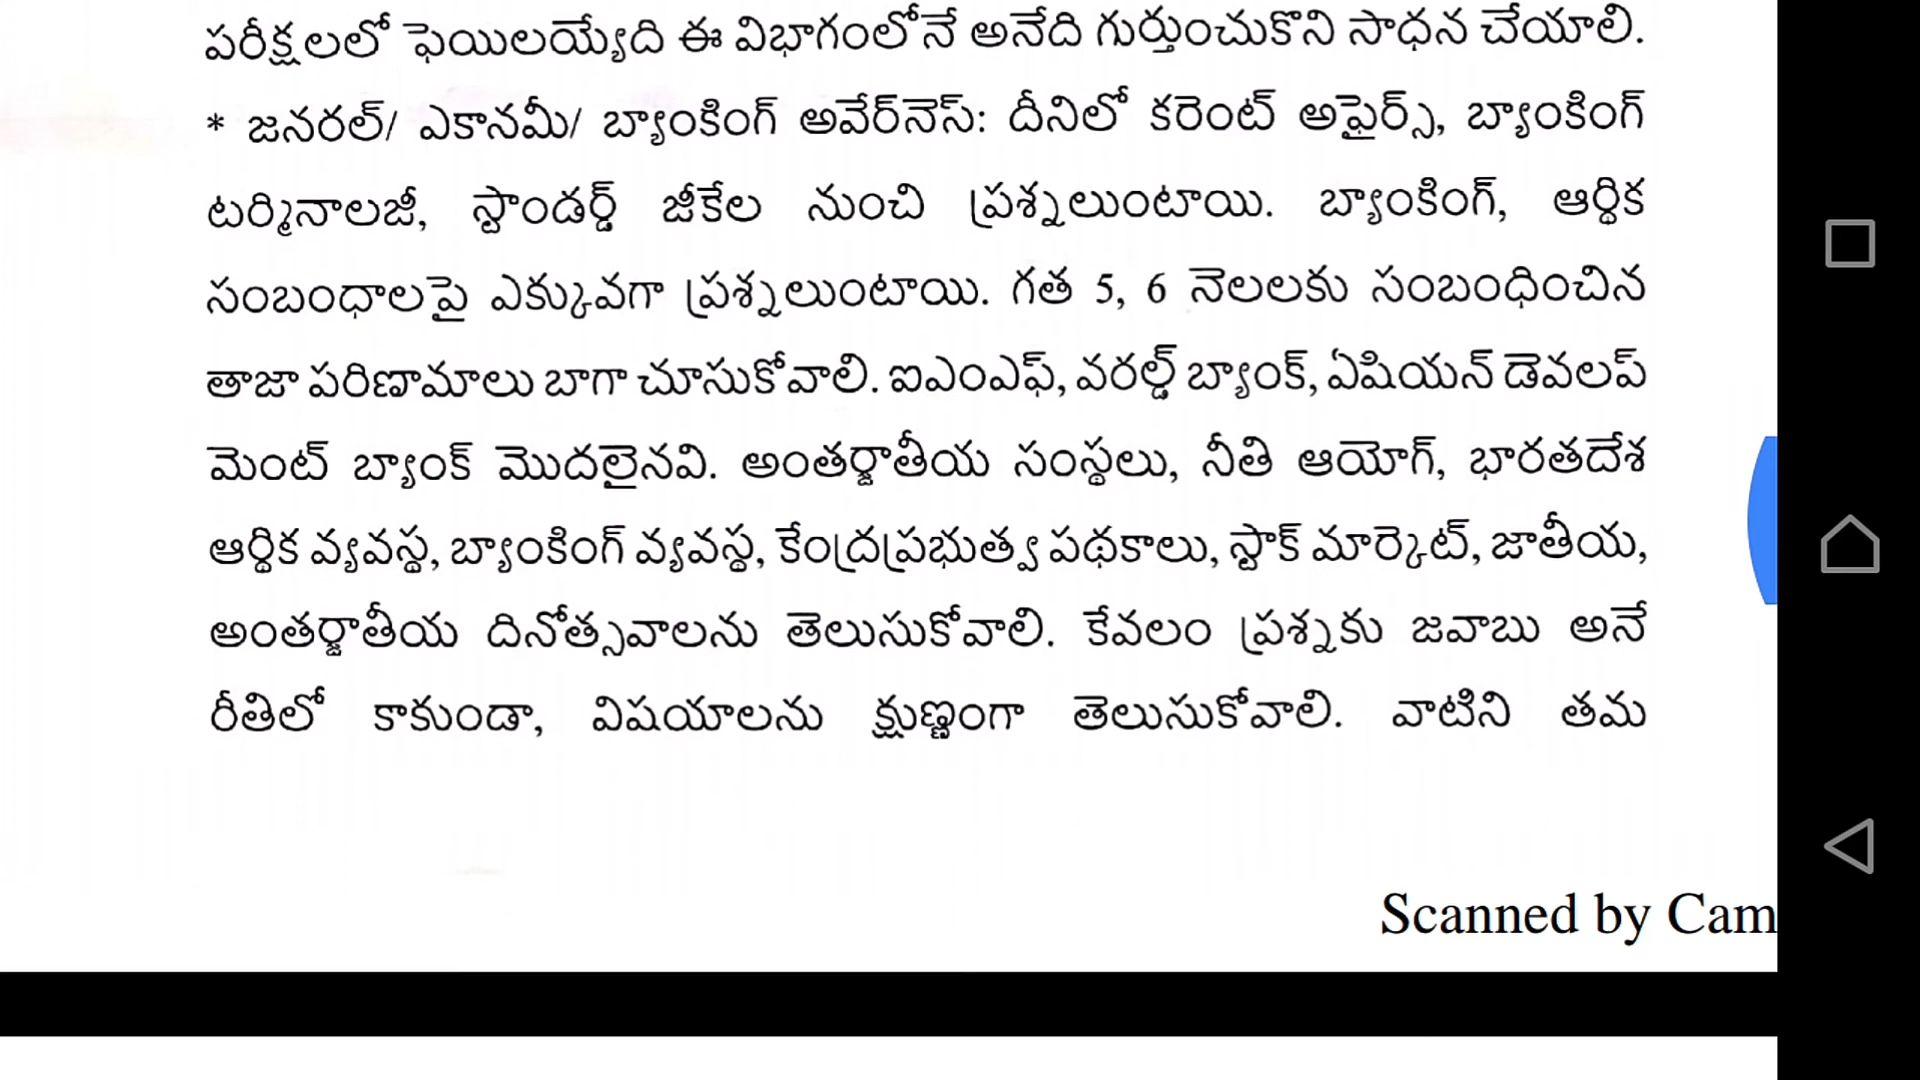 పరీక్షలలో ఫెయిలయ్యేది ఈ విభాగంలోనే అనేది గుర్తుంచుకొని సాధన చేయాలి.
* జనరల్/ ఎకానమీ/ బ్యాంకింగ్ అవేర్‌నెస్: దీనిలో కరెంట్ అఫైర్స్, బ్యాంకింగ్
టర్మినాలజీ, స్టాండర్డ్ జీకేల నుంచి ప్రశ్నలుంటాయి. బ్యాంకింగ్, ఆర్థిక
సంబంధాలపై ఎక్కువగా ప్రశ్నలుంటాయి. గత 5, 6 నెలలకు సంబంధించిన
తాజా పరిణామాలు బాగా చూసుకోవాలి. ఐఎంఎఫ్, వరల్డ్ బ్యాంక్, ఏషియన్ డెవలప్
మెంట్ బ్యాంక్ మొదలైనవి. అంతర్జాతీయ సంస్థలు, నీతి ఆయోగ్, భారతదేశ
ఆర్థిక వ్యవస్థ, బ్యాంకింగ్ వ్యవస్థ, కేంద్రప్రభుత్వ పథకాలు, స్టాక్ మార్కెట్, జాతీయ,
అంతర్జాతీయ దినోత్సవాలను తెలుసుకోవాలి. కేవలం ప్రశ్నకు జవాబు అనే
రీతిలో కాకుండా, విషయాలను క్షుణ్ణంగా తెలుసుకోవాలి. వాటిని తమ
Scanned by Cam